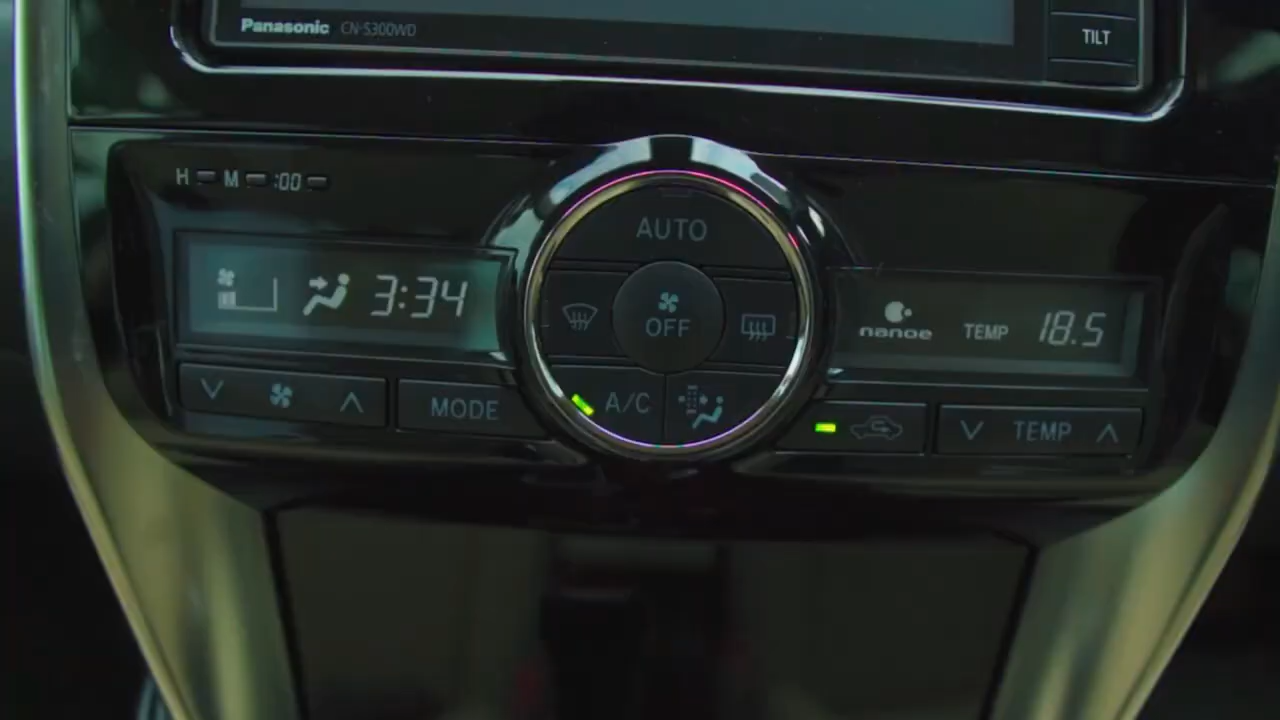 Panasonic CN-S300WD
TILT
H M :00
AUTO
3:34
OFF
nanoe TEMP 18.5
MODE
A/C
TEMP